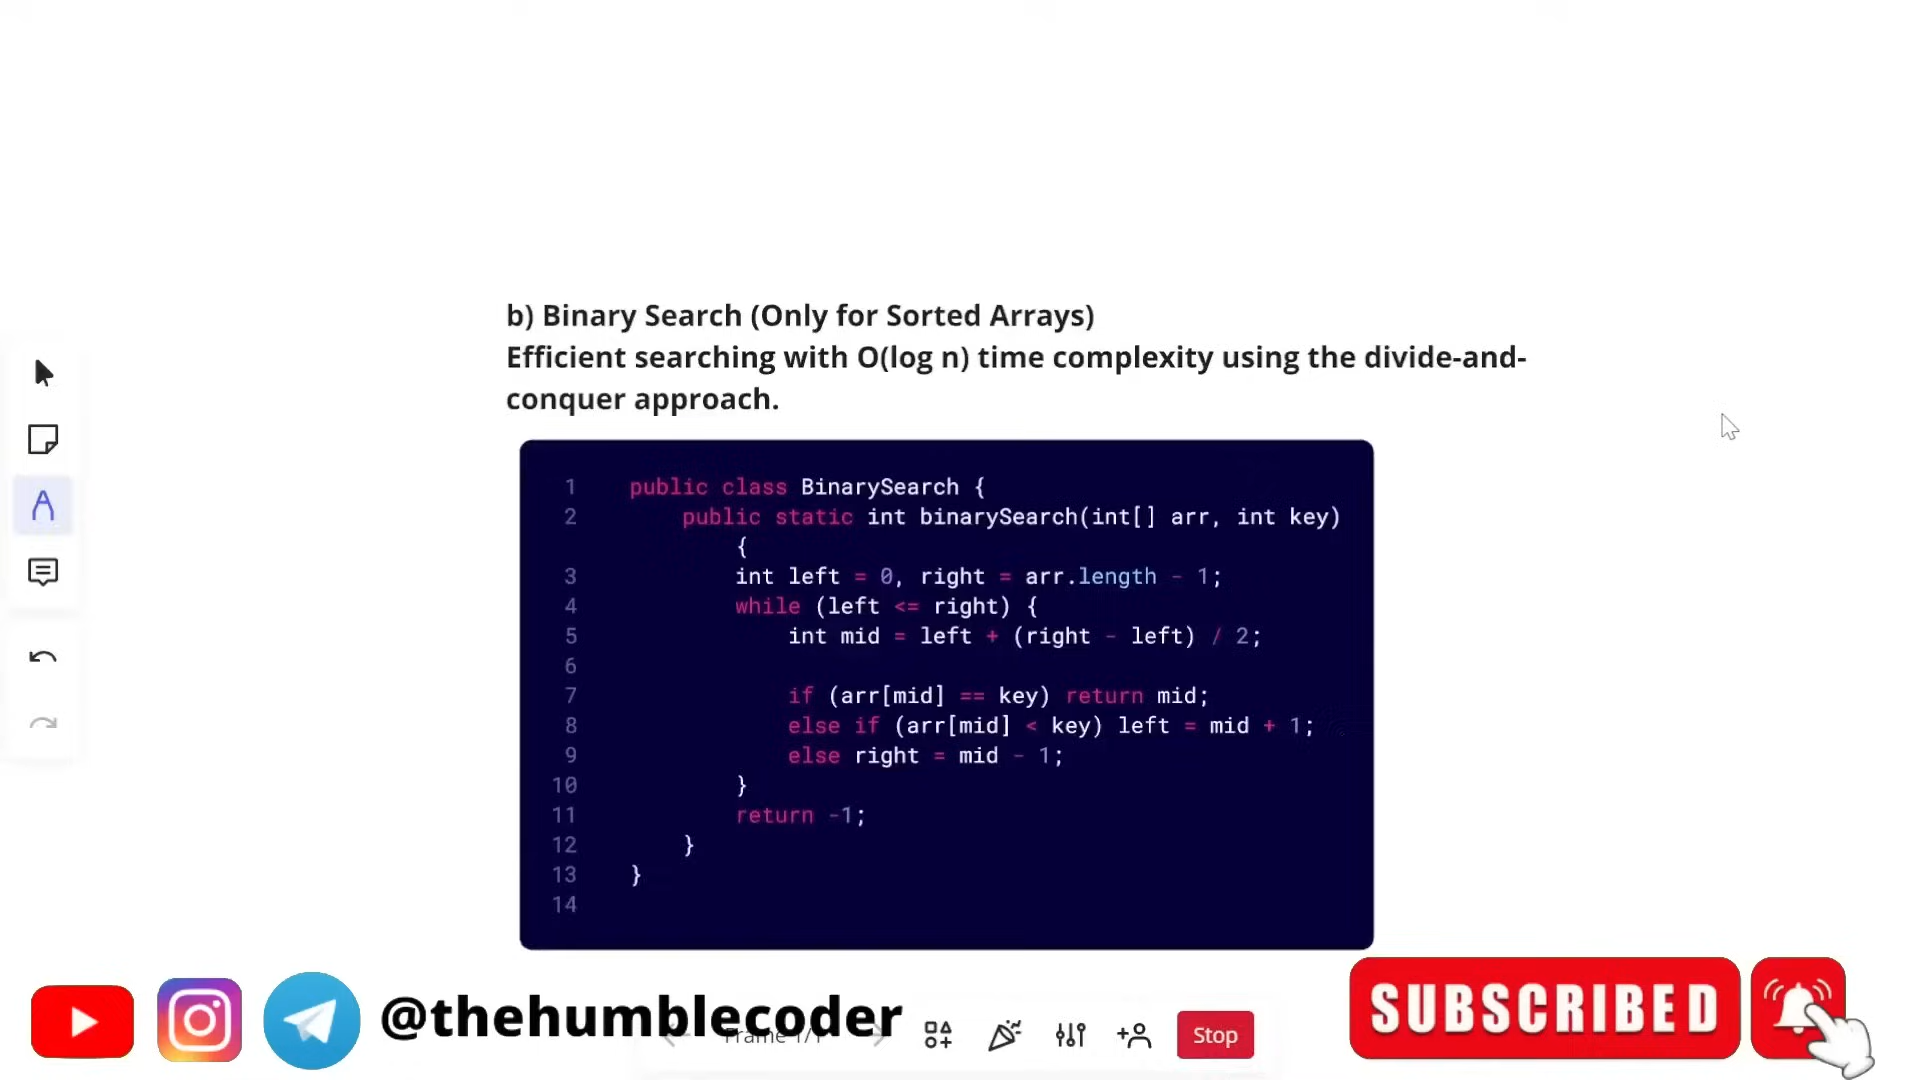 b) Binary Search (Only for Sorted Arrays)
Efficient searching with O(log n) time complexity using the divide-and-
conquer approach.
1 public class BinarySearch {
2 public static int binarySearch(int[] arr, int key)
{
3 int left = 0, right = arr.length - 1;
4 while (left <= right) {
5 int mid = left + (right - left) / 2;
6
7 if (arr[mid] == key) return mid;
8 else if (arr[mid] < key) left = mid + 1;
9 else right = mid - 1;
10 }
11 return -1;
12 }
13 }
14
@thehumblecoder
Frame 1/1
Stop
SUBSCRIBED